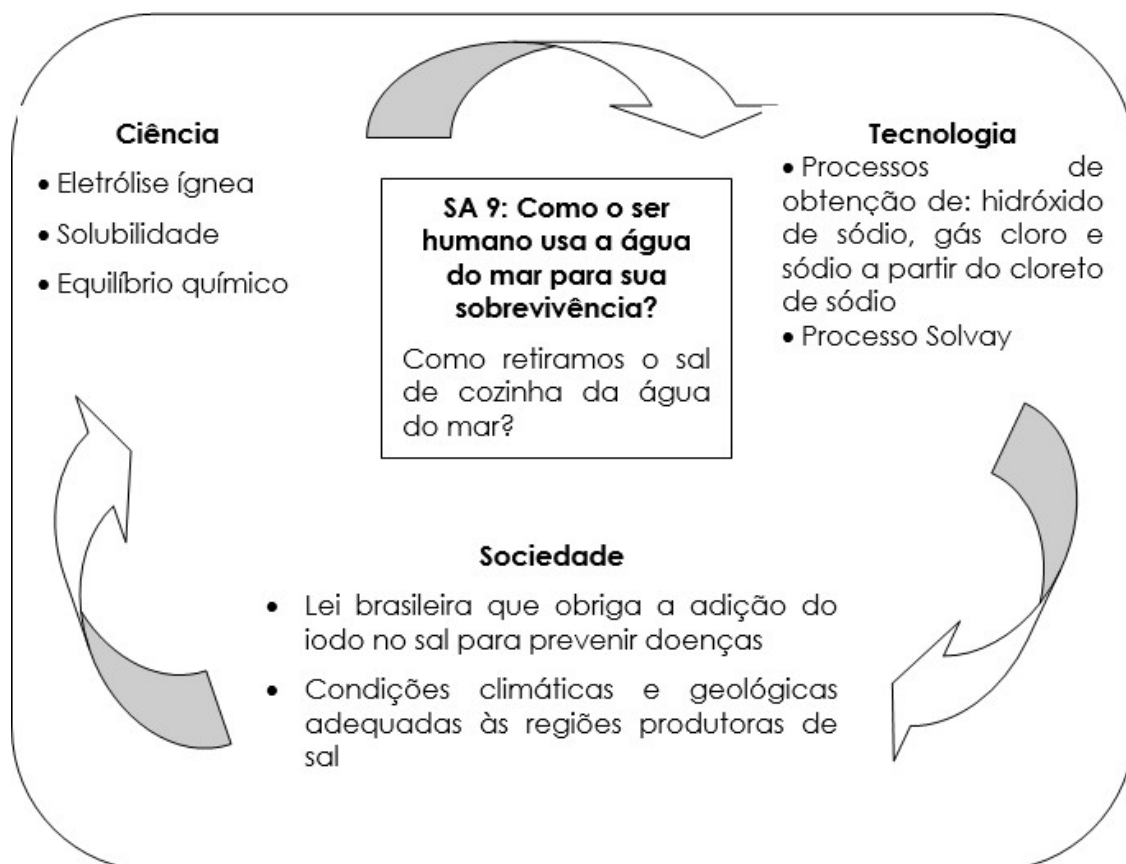 Ciência
• Eletrólise ígnea
• Solubilidade
• Equilíbrio químico
SA 9: Como o ser
humano usa a água
do mar para sua
sobrevivência?
Como retiramos o sal
de cozinha da água
do mar?
Tecnologia
• Processos de
obtenção de: hidróxido
de sódio, gás cloro e
sódio a partir do cloreto
de sódio
• Processo Solvay
Sociedade
• Lei brasileira que obriga a adição do
iodo no sal para prevenir doenças
• Condições climáticas e geológicas
adequadas às regiões produtoras de
sal